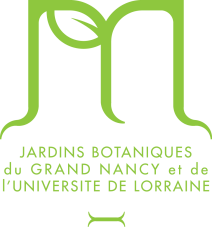 JARDINS BOTANIQUES
du GRAND NANCY et de
l'UNIVERSITE DE LORRAINE